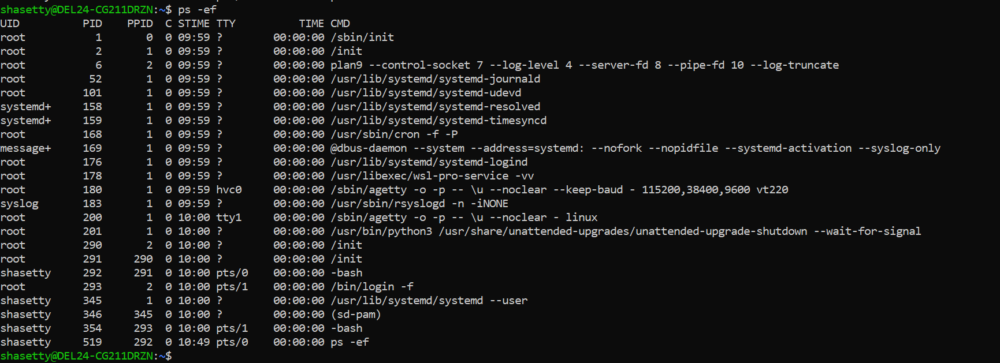 shasetty@DEL24-CG211DRZN:~$ ps -ef
UID          PID    PPID  C STIME TTY          TIME CMD
root           1       0  0 09:59 ?        00:00:00 /sbin/init
root           2       1  0 09:59 ?        00:00:00 /init
root           6       2  0 09:59 ?        00:00:00 plan9 --control-socket 7 --log-level 4 --server-fd 8 --pipe-fd 10 --log-truncate
root          52       1  0 09:59 ?        00:00:00 /usr/lib/systemd/systemd-journald
root         101       1  0 09:59 ?        00:00:00 /usr/lib/systemd/systemd-udevd
systemd+     158       1  0 09:59 ?        00:00:00 /usr/lib/systemd/systemd-resolved
systemd+     159       1  0 09:59 ?        00:00:00 /usr/lib/systemd/systemd-timesyncd
root         168       1  0 09:59 ?        00:00:00 /usr/sbin/cron -f -P
message+     169       1  0 09:59 ?        00:00:00 @dbus-daemon --system --address=systemd: --nofork --nopidfile --systemd-activation --syslog-only
root         176       1  0 09:59 ?        00:00:00 /usr/lib/systemd/systemd-logind
root         178       1  0 09:59 ?        00:00:00 /usr/libexec/wsl-pro-service -vv
root         180       1  0 09:59 hvc0     00:00:00 /sbin/agetty -o -p -- \u --noclear --keep-baud - 115200,38400,9600 vt220
syslog       183       1  0 09:59 ?        00:00:00 /usr/sbin/rsyslogd -n -iNONE
root         200       1  0 10:00 tty1     00:00:00 /sbin/agetty -o -p -- \u --noclear - linux
root         201       1  0 10:00 ?        00:00:00 /usr/bin/python3 /usr/share/unattended-upgrades/unattended-upgrade-shutdown --wait-for-signal
root         290       2  0 10:00 ?        00:00:00 /init
root         291     290  0 10:00 ?        00:00:00 /init
shasetty     292     291  0 10:00 pts/0    00:00:00 -bash
root         293       2  0 10:00 pts/1    00:00:00 /bin/login -f
shasetty     345       1  0 10:00 ?        00:00:00 /usr/lib/systemd/systemd --user
shasetty     346     345  0 10:00 ?        00:00:00 (sd-pam)
shasetty     354     293  0 10:00 pts/1    00:00:00 -bash
shasetty     519     292  0 10:49 pts/0    00:00:00 ps -ef
shasetty@DEL24-CG211DRZN:~$